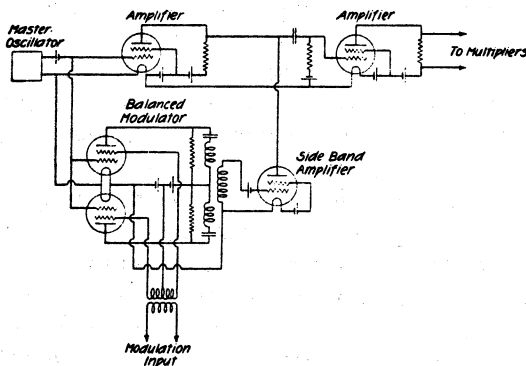 Master
Oscillator
Amplifier
Amplifier
To Multipliers
Balanced
Modulator
Side Band
Amplifier
Modulation
Input